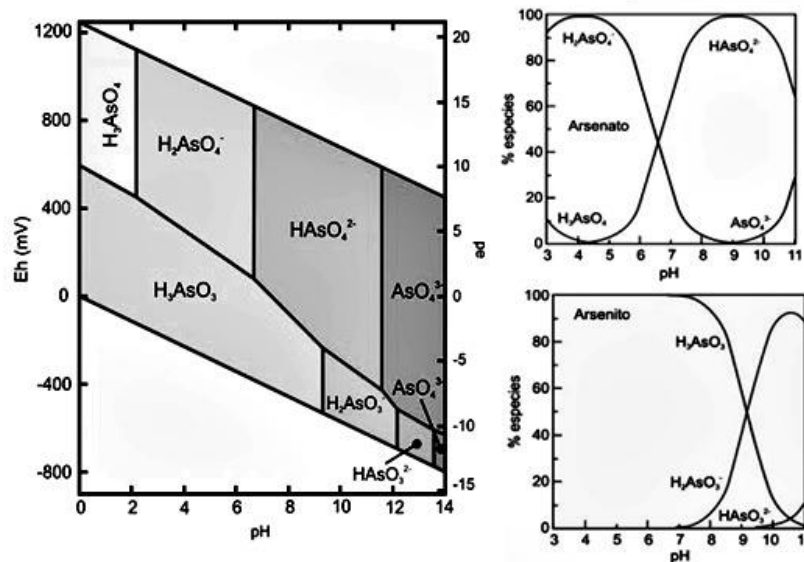 1200
800
400
0
-400
-800
Eh (mV)
20
15
10
5
0
-5
-10
-15
pe
0 2 4 6 8 10 12 14
pH
H₃AsO₄
H₂AsO₄⁻
HAsO₄²⁻
AsO₄³⁻
H₃AsO₃
H₂AsO₃⁻
HAsO₃²⁻
AsO₄³⁻
100
80
60
40
20
0
% especies
H₂AsO₄⁻
HAsO₄²⁻
Arsenato
H₃AsO₄
AsO₄³⁻
3 4 5 6 7 8 9 10 11
pH
100
80
60
40
20
0
% especies
Arsenito
H₃AsO₃
H₂AsO₃⁻
HAsO₃²⁻
3 4 5 6 7 8 9 10 1
pH